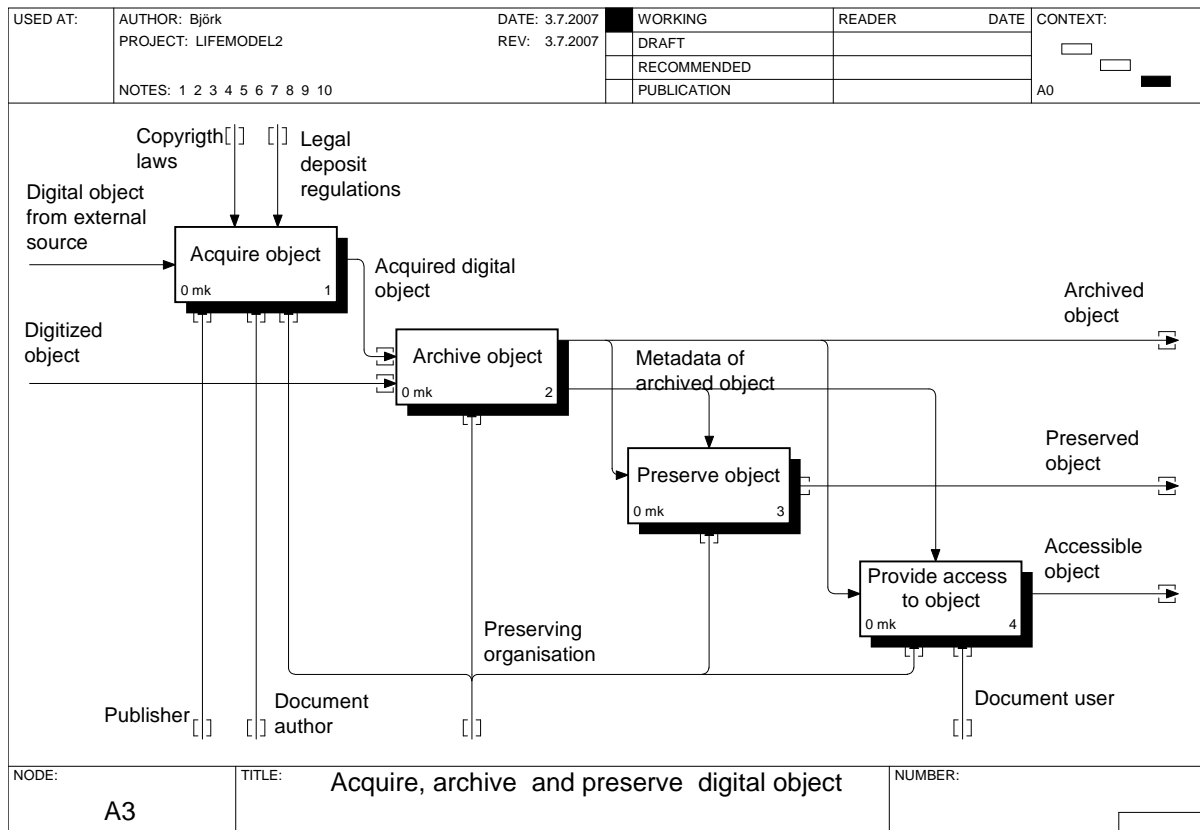 USED AT:
AUTHOR: Björk
DATE: 3.7.2007
WORKING
READER
DATE
CONTEXT:
PROJECT: LIFEMODEL2
REV: 3.7.2007
DRAFT
RECOMMENDED
NOTES: 1 2 3 4 5 6 7 8 9 10
PUBLICATION
A0
Copyrigth
laws
Legal
deposit
regulations
Digital object
from external
source
Acquire object
0 mk
1
Acquired digital
object
Archived
object
Digitized
object
Archive object
0 mk
2
Metadata of
archived object
Preserved
object
Preserve object
0 mk
3
Accessible
object
Provide access
to object
0 mk
4
Preserving
organisation
Publisher
Document
author
Document user
NODE:
A3
TITLE:
Acquire, archive and preserve digital object
NUMBER: